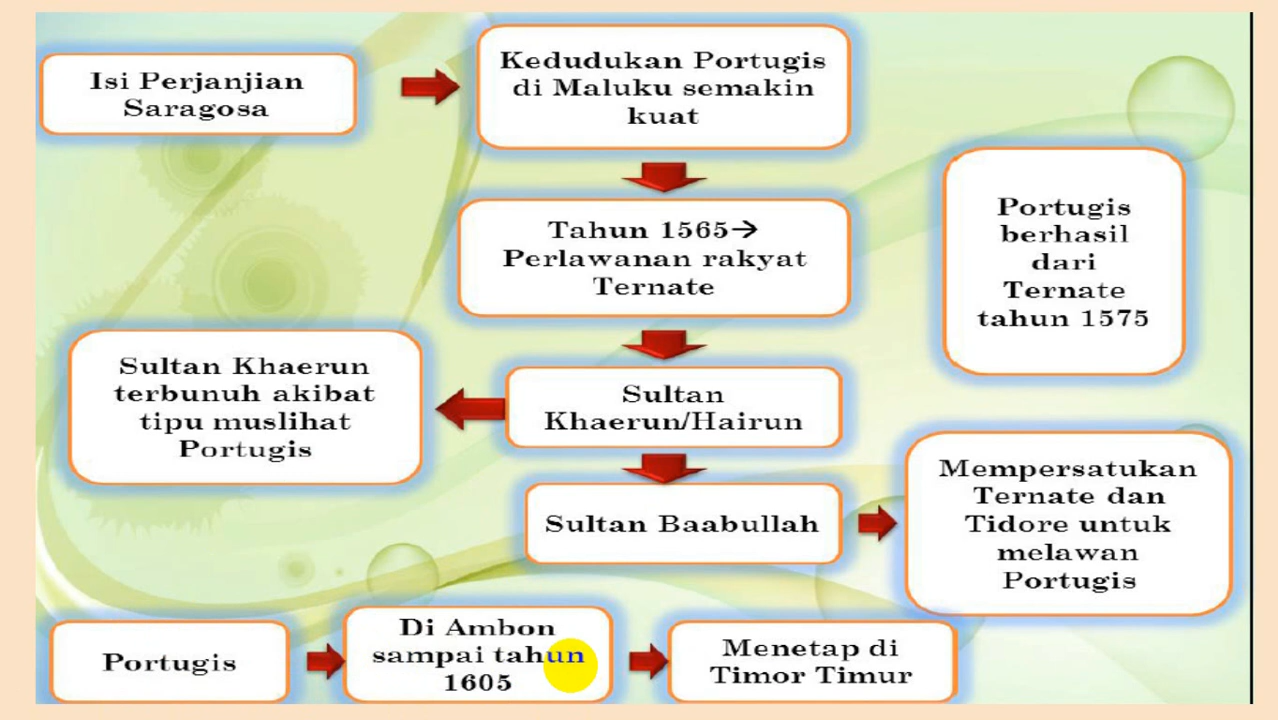 Isi Perjanjian
Saragosa
Kedudukan Portugis
di Maluku semakin
kuat
Tahun 1565→
Perlawanan rakyat
Ternate
Portugis
berhasil
dari
Ternate
tahun 1575
Sultan Khaerun
terbunuh akibat
tipu muslihat
Portugis
Sultan
Khaerun/Hairun
Sultan Baabullah
Mempersatukan
Ternate dan
Tidore untuk
melawan
Portugis
Portugis
Di Ambon
sampai tahun
1605
Menetap di
Timor Timur